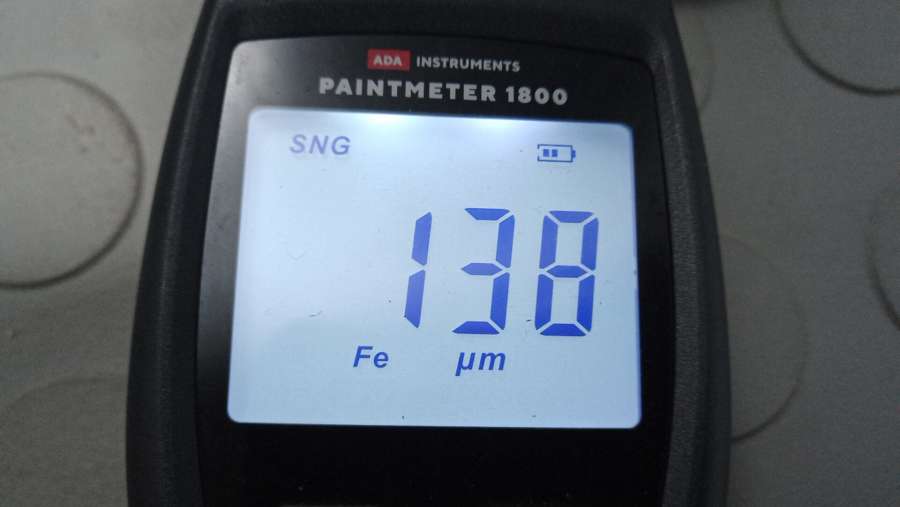 ADA INSTRUMENTS
PAINTMETER 1800
SNG
138
Fe µm